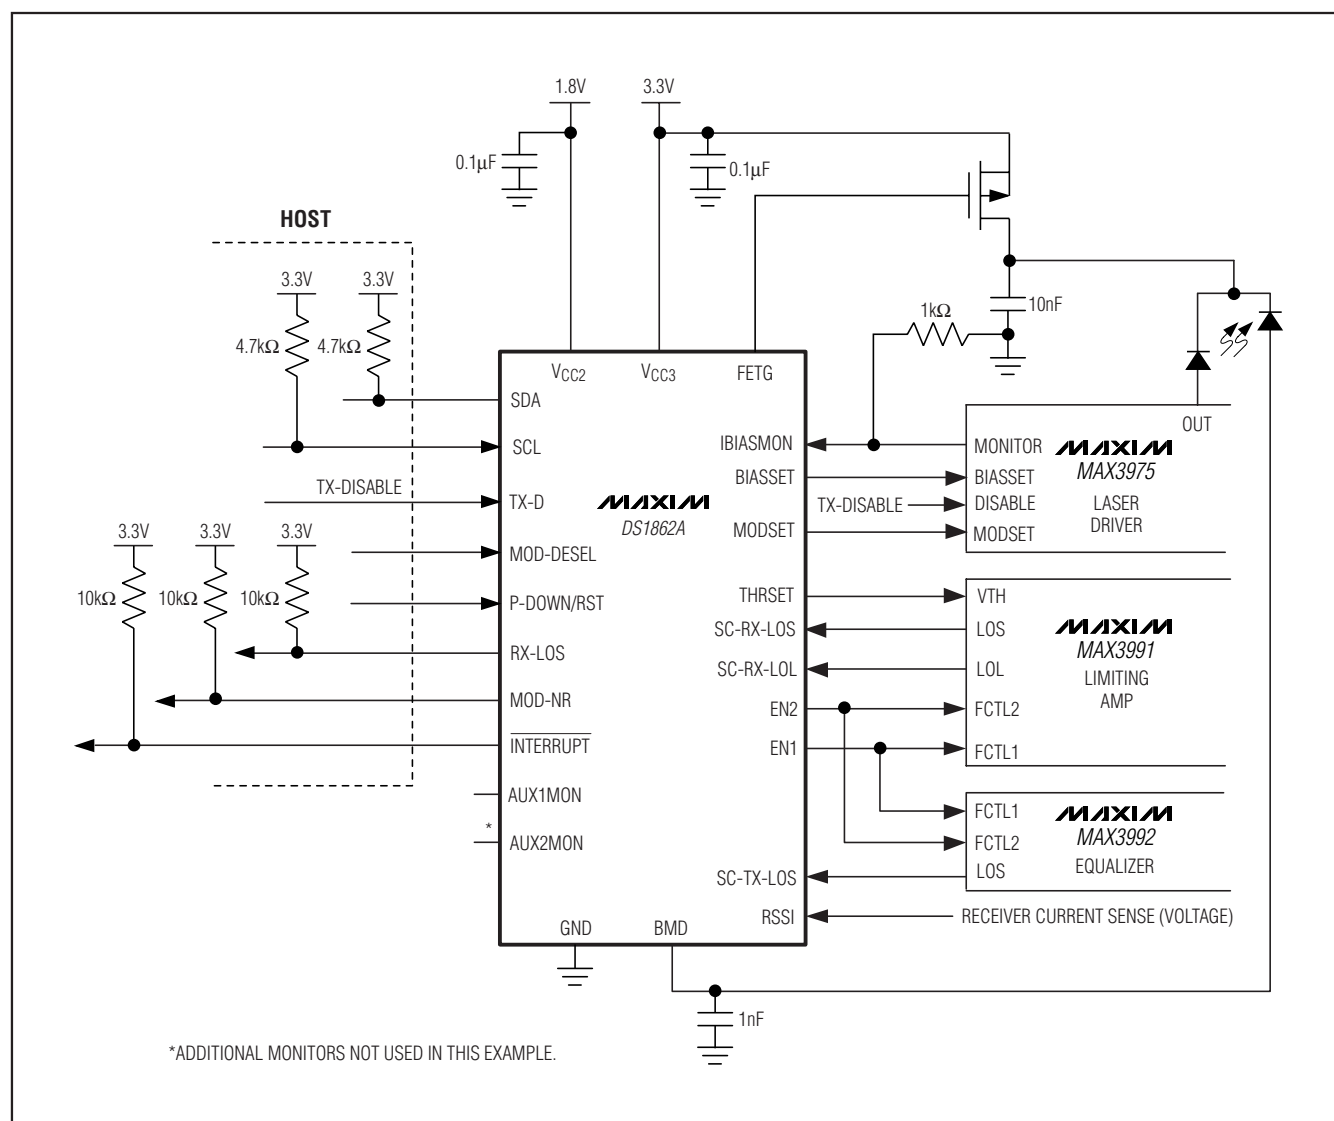 1.8V
3.3V
0.1μF
0.1μF
HOST
3.3V
3.3V
4.7kΩ
4.7kΩ
1kΩ
10nF
VCC2
VCC3
FETG
SDA
SCL
TX-DISABLE
TX-D
MOD-DESEL
3.3V
3.3V
3.3V
10kΩ
10kΩ
10kΩ
P-DOWN/RST
RX-LOS
MOD-NR
INTERRUPT
AUX1MON
*
AUX2MON
GND
BMD
MAXIM
DS1862A
IBIASMON
BIASSET
MODSET
THRSET
SC-RX-LOS
SC-RX-LOL
EN2
EN1
SC-TX-LOS
RSSI
TX-DISABLE
OUT
MONITOR
BIASSET
DISABLE
MODSET
MAXIM
MAX3975
LASER
DRIVER
VTH
LOS
LOL
FCTL2
FCTL1
MAXIM
MAX3991
LIMITING
AMP
FCTL1
FCTL2
LOS
MAXIM
MAX3992
EQUALIZER
RECEIVER CURRENT SENSE (VOLTAGE)
1nF
*ADDITIONAL MONITORS NOT USED IN THIS EXAMPLE.